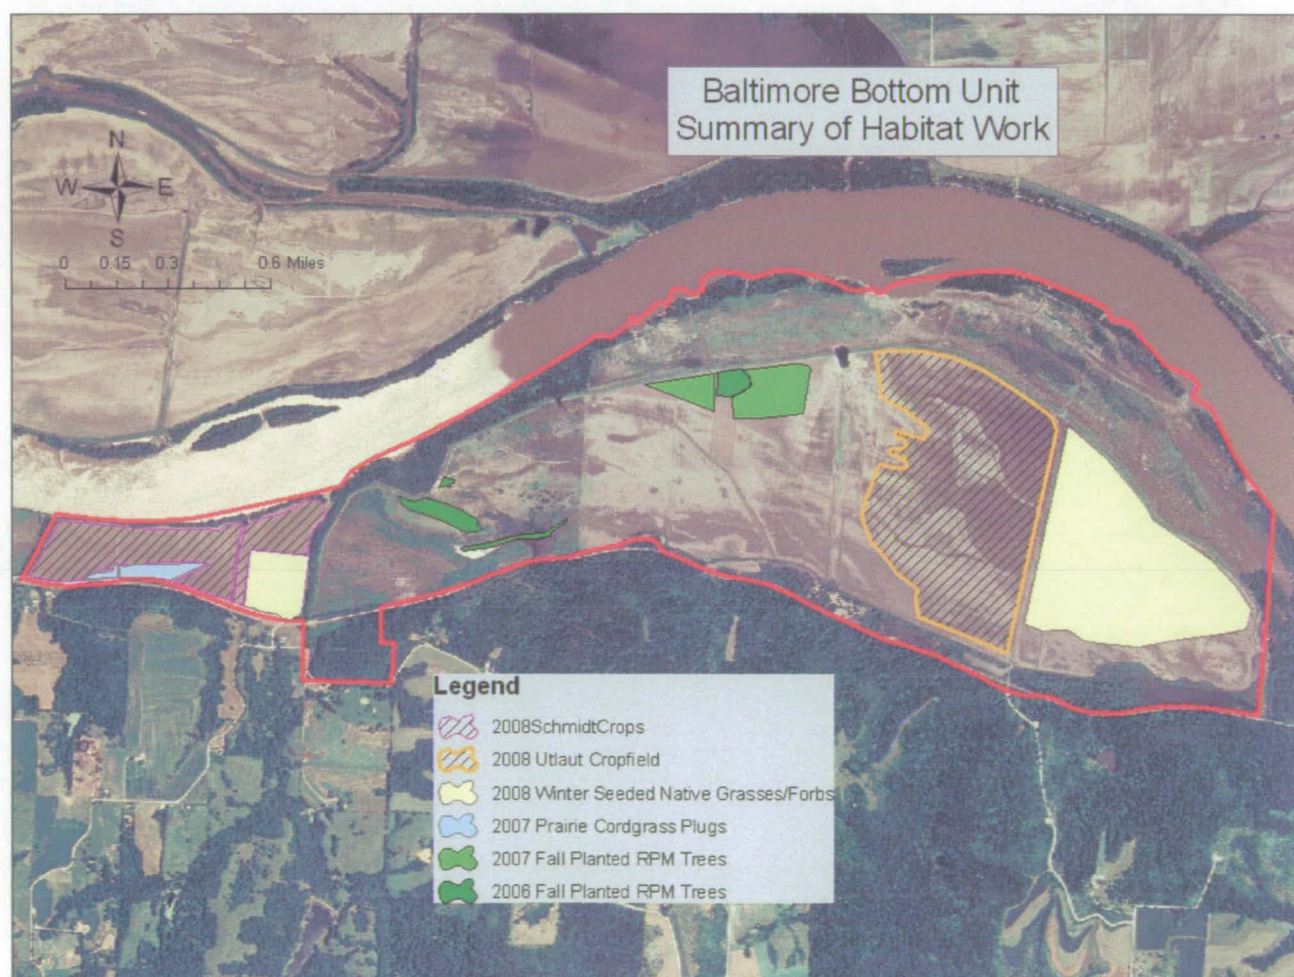 Baltimore Bottom Unit
Summary of Habitat Work
N
W E
S
0 0.15 0.3 0.6 Miles
Legend
2008SchmidtCrops
2008 Utlaut Cropfield
2008 Winter Seeded Native Grasses/Forbs
2007 Prairie Cordgrass Plugs
2007 Fall Planted RPM Trees
2006 Fall Planted RPM Trees